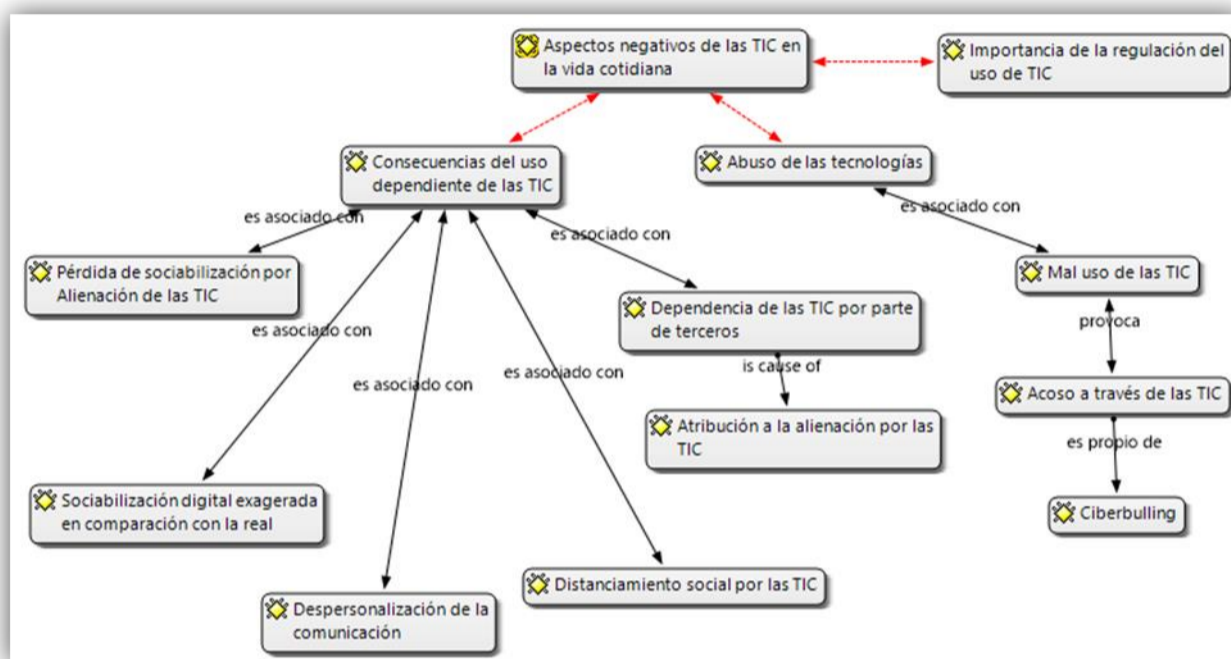 Aspectos negativos de las TIC en
la vida cotidiana
Importancia de la regulación del
uso de TIC
Consecuencias del uso
dependiente de las TIC
Abuso de las tecnologías
es asociado con
es asociado con
Pérdida de sociabilización por
Alienación de las TIC
es asociado con
Mal uso de las TIC
Dependencia de las TIC por parte
de terceros
provoca
es asociado con
es asociado con
es asociado con
is cause of
Acoso a través de las TIC
Atribución a la alienación por las
TIC
es propio de
Sociabilización digital exagerada
en comparación con la real
Ciberbulling
Distanciamiento social por las TIC
Despersonalización de la
comunicación